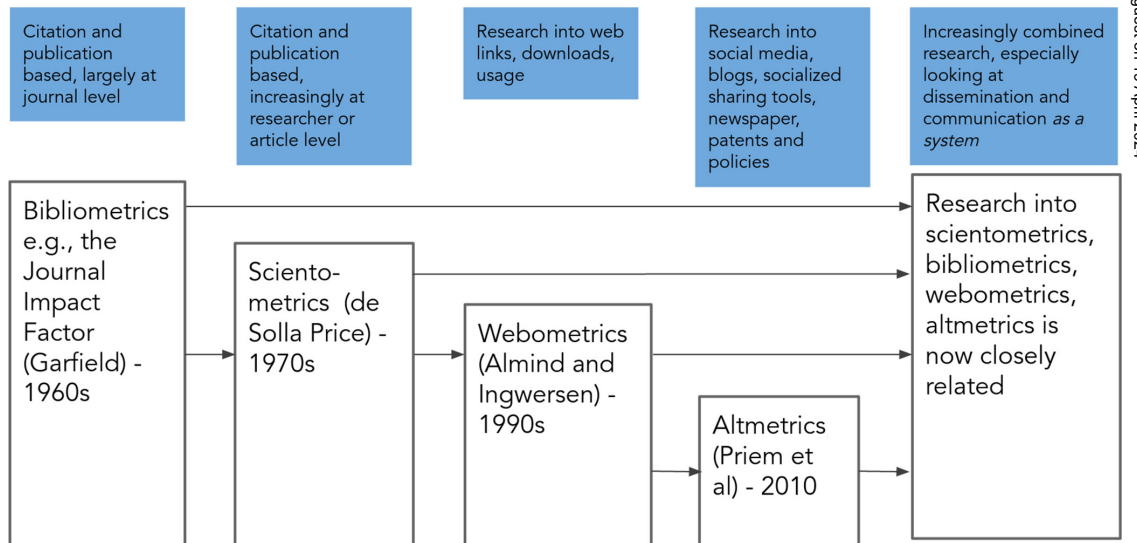 Citation and
publication
based, largely at
journal level
Citation and
publication
based,
increasingly at
researcher or
article level
Research into web
links, downloads,
usage
Research into
social media,
blogs, socialized
sharing tools,
newspaper,
patents and
policies
Increasingly combined
research, especially
looking at
dissemination and
communication as a
system
Bibliometrics
e.g., the
Journal
Impact
Factor
(Garfield) -
1960s
Sciento-
metrics (de
Solla Price) -
1970s
Webometrics
(Almind and
Ingwersen) -
1990s
Altmetrics
(Priem et
al) - 2010
Research into
scientometrics,
bibliometrics,
webometrics,
altmetrics is
now closely
related